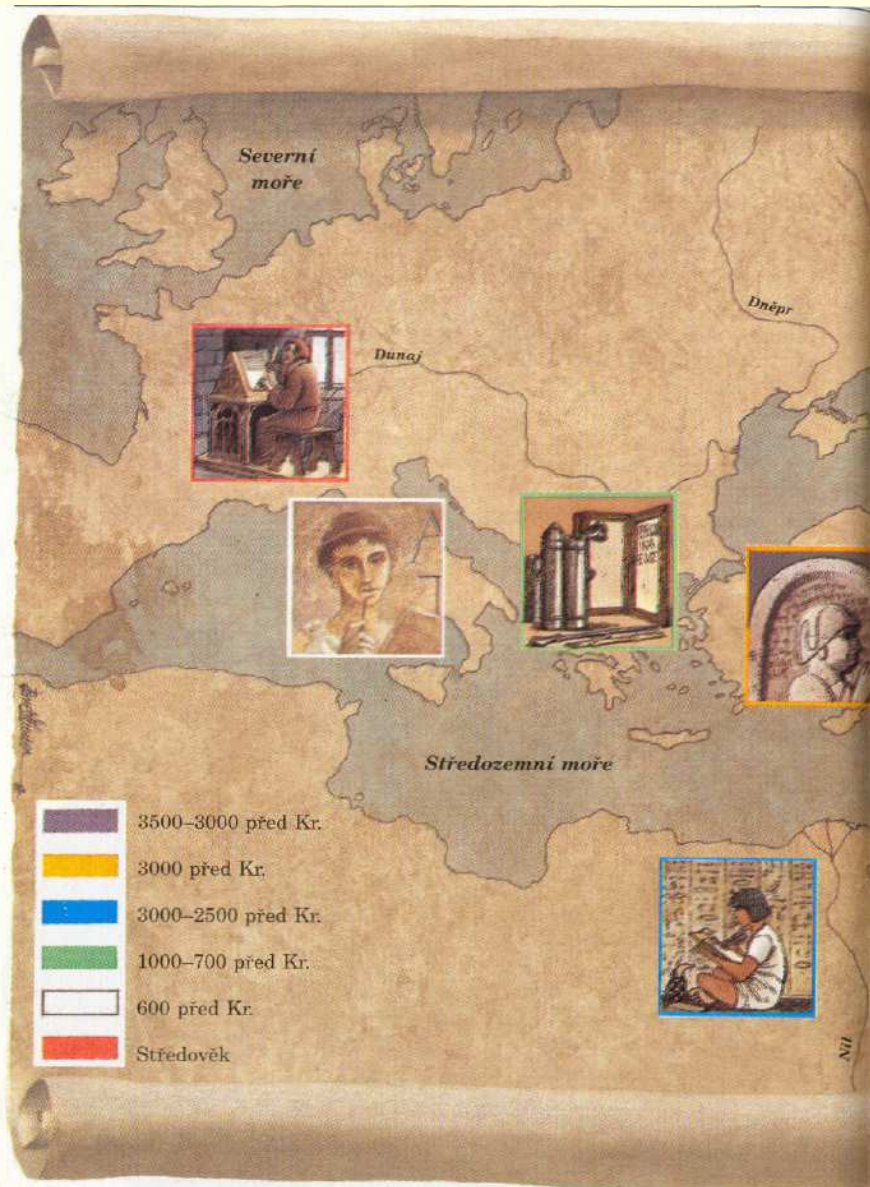 Severní
moře
Dněpr
Dunaj
A
Středozemní moře
3500–3000 před Kr.
3000 před Kr.
3000–2500 před Kr.
1000–700 před Kr.
600 před Kr.
Středověk
Nil